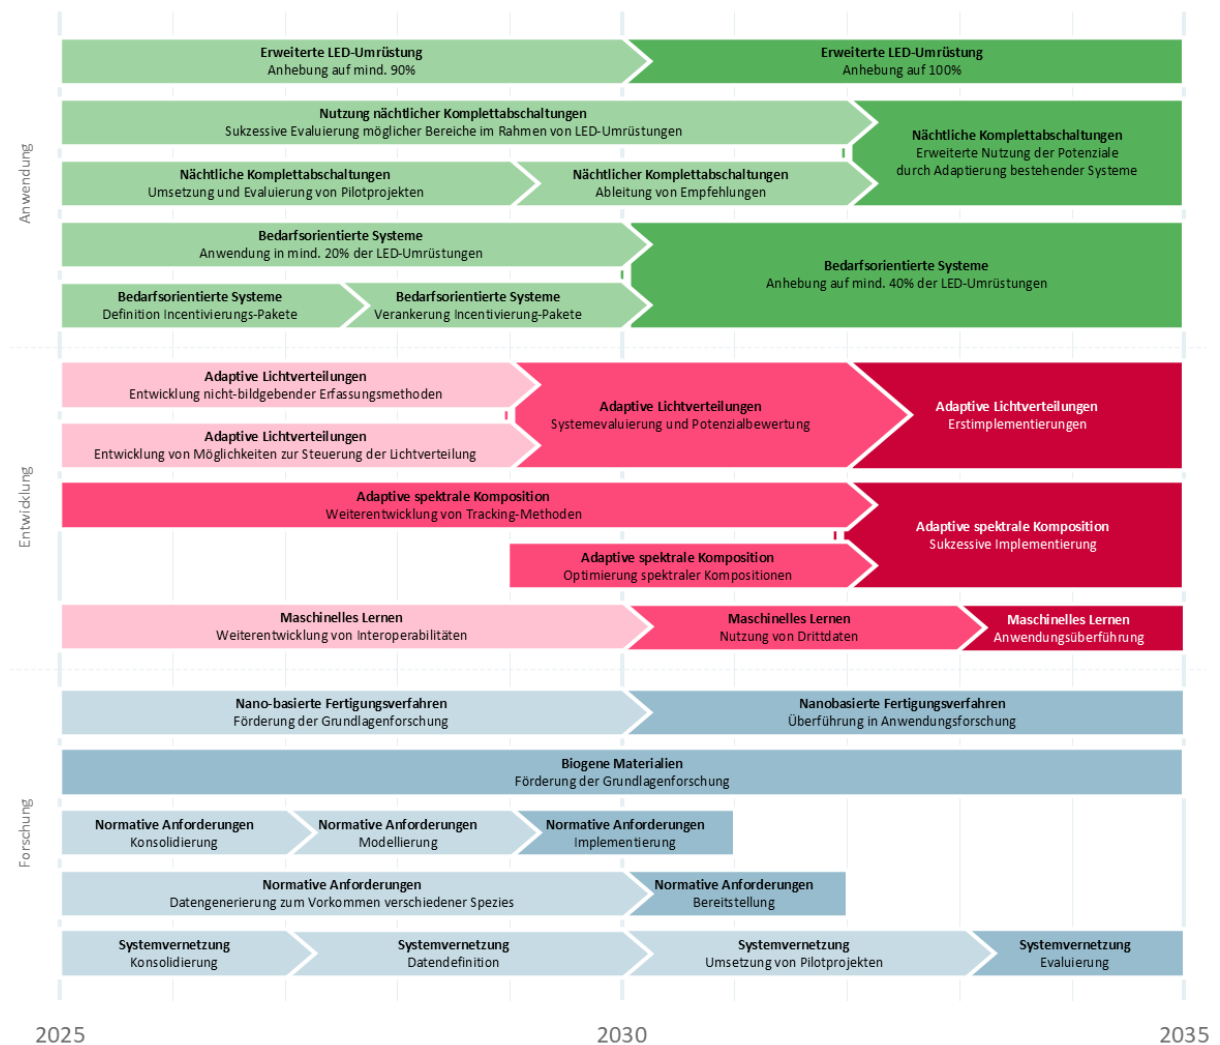 Anwendung
Erweiterte LED-Umrüstung
Anhebung auf mind. 90%
Erweiterte LED-Umrüstung
Anhebung auf 100%
Nutzung nächtlicher Komplettabschaltungen
Sukzessive Evaluierung möglicher Bereiche im Rahmen von LED-Umrüstungen
Nächtliche Komplettabschaltungen
Umsetzung und Evaluierung von Pilotprojekten
Nächtlicher Komplettabschaltungen
Ableitung von Empfehlungen
Nächtliche Komplettabschaltungen
Erweiterte Nutzung der Potenziale
durch Adaptierung bestehender Systeme
Bedarfsorientierte Systeme
Anwendung in mind. 20% der LED-Umrüstungen
Bedarfsorientierte Systeme
Definition Incentivierungs-Pakete
Bedarfsorientierte Systeme
Verankerung Incentivierung-Pakete
Bedarfsorientierte Systeme
Anhebung auf mind. 40% der LED-Umrüstungen
Entwicklung
Adaptive Lichtverteilungen
Entwicklung nicht-bildgebender Erfassungsmethoden
Adaptive Lichtverteilungen
Entwicklung von Möglichkeiten zur Steuerung der Lichtverteilung
Adaptive Lichtverteilungen
Systemevaluierung und Potenzialbewertung
Adaptive Lichtverteilungen
Erstimplementierungen
Adaptive spektrale Komposition
Weiterentwicklung von Tracking-Methoden
Adaptive spektrale Komposition
Optimierung spektraler Kompositionen
Adaptive spektrale Komposition
Sukzessive Implementierung
Maschinelles Lernen
Weiterentwicklung von Interoperabilitäten
Maschinelles Lernen
Nutzung von Drittdaten
Maschinelles Lernen
Anwendungsüberführung
Forschung
Nano-basierte Fertigungsverfahren
Förderung der Grundlagenforschung
Nanobasierte Fertigungsverfahren
Überführung in Anwendungsforschung
Biogene Materialien
Förderung der Grundlagenforschung
Normative Anforderungen
Konsolidierung
Normative Anforderungen
Modellierung
Normative Anforderungen
Implementierung
Normative Anforderungen
Datengenerierung zum Vorkommen verschiedener Spezies
Normative Anforderungen
Bereitstellung
Systemvernetzung
Konsolidierung
Systemvernetzung
Datendefinition
Systemvernetzung
Umsetzung von Pilotprojekten
Systemvernetzung
Evaluierung
2025
2030
2035